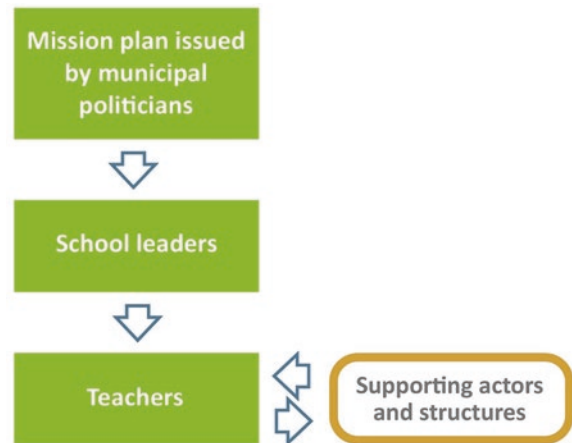 Mission plan issued
by municipal
politicians
School leaders
Teachers
Supporting actors
and structures